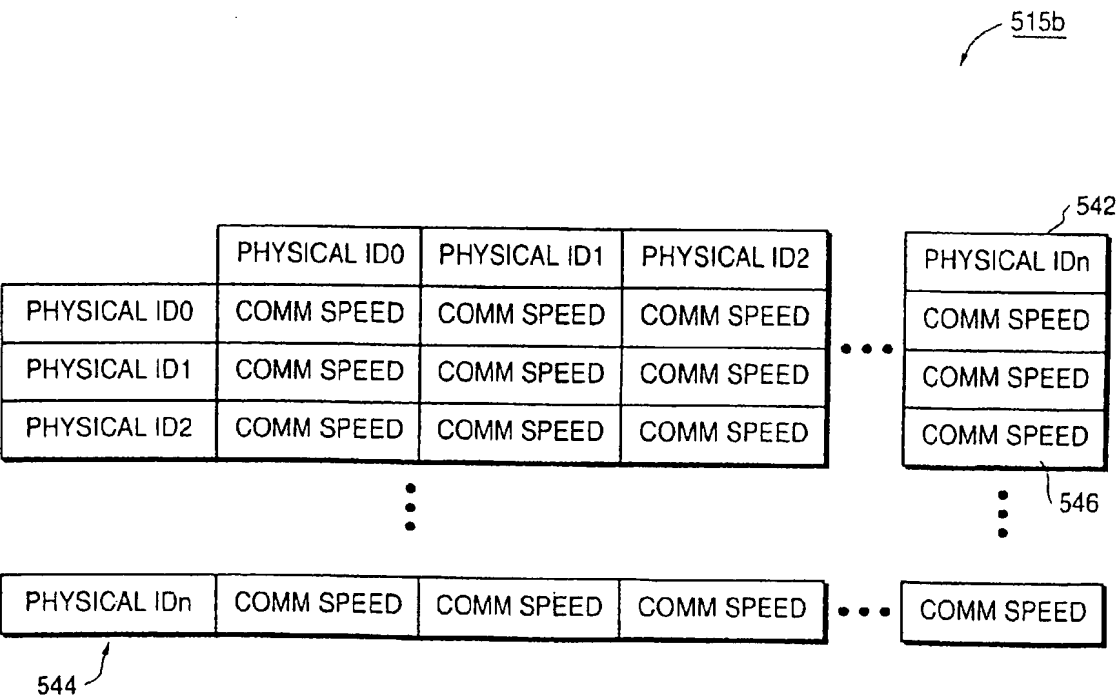 515b
542
PHYSICAL ID0 PHYSICAL ID1 PHYSICAL ID2 PHYSICAL IDn
PHYSICAL ID0 COMM SPEED COMM SPEED COMM SPEED COMM SPEED
PHYSICAL ID1 COMM SPEED COMM SPEED COMM SPEED COMM SPEED
PHYSICAL ID2 COMM SPEED COMM SPEED COMM SPEED COMM SPEED
546
PHYSICAL IDn COMM SPEED COMM SPEED COMM SPEED COMM SPEED
544